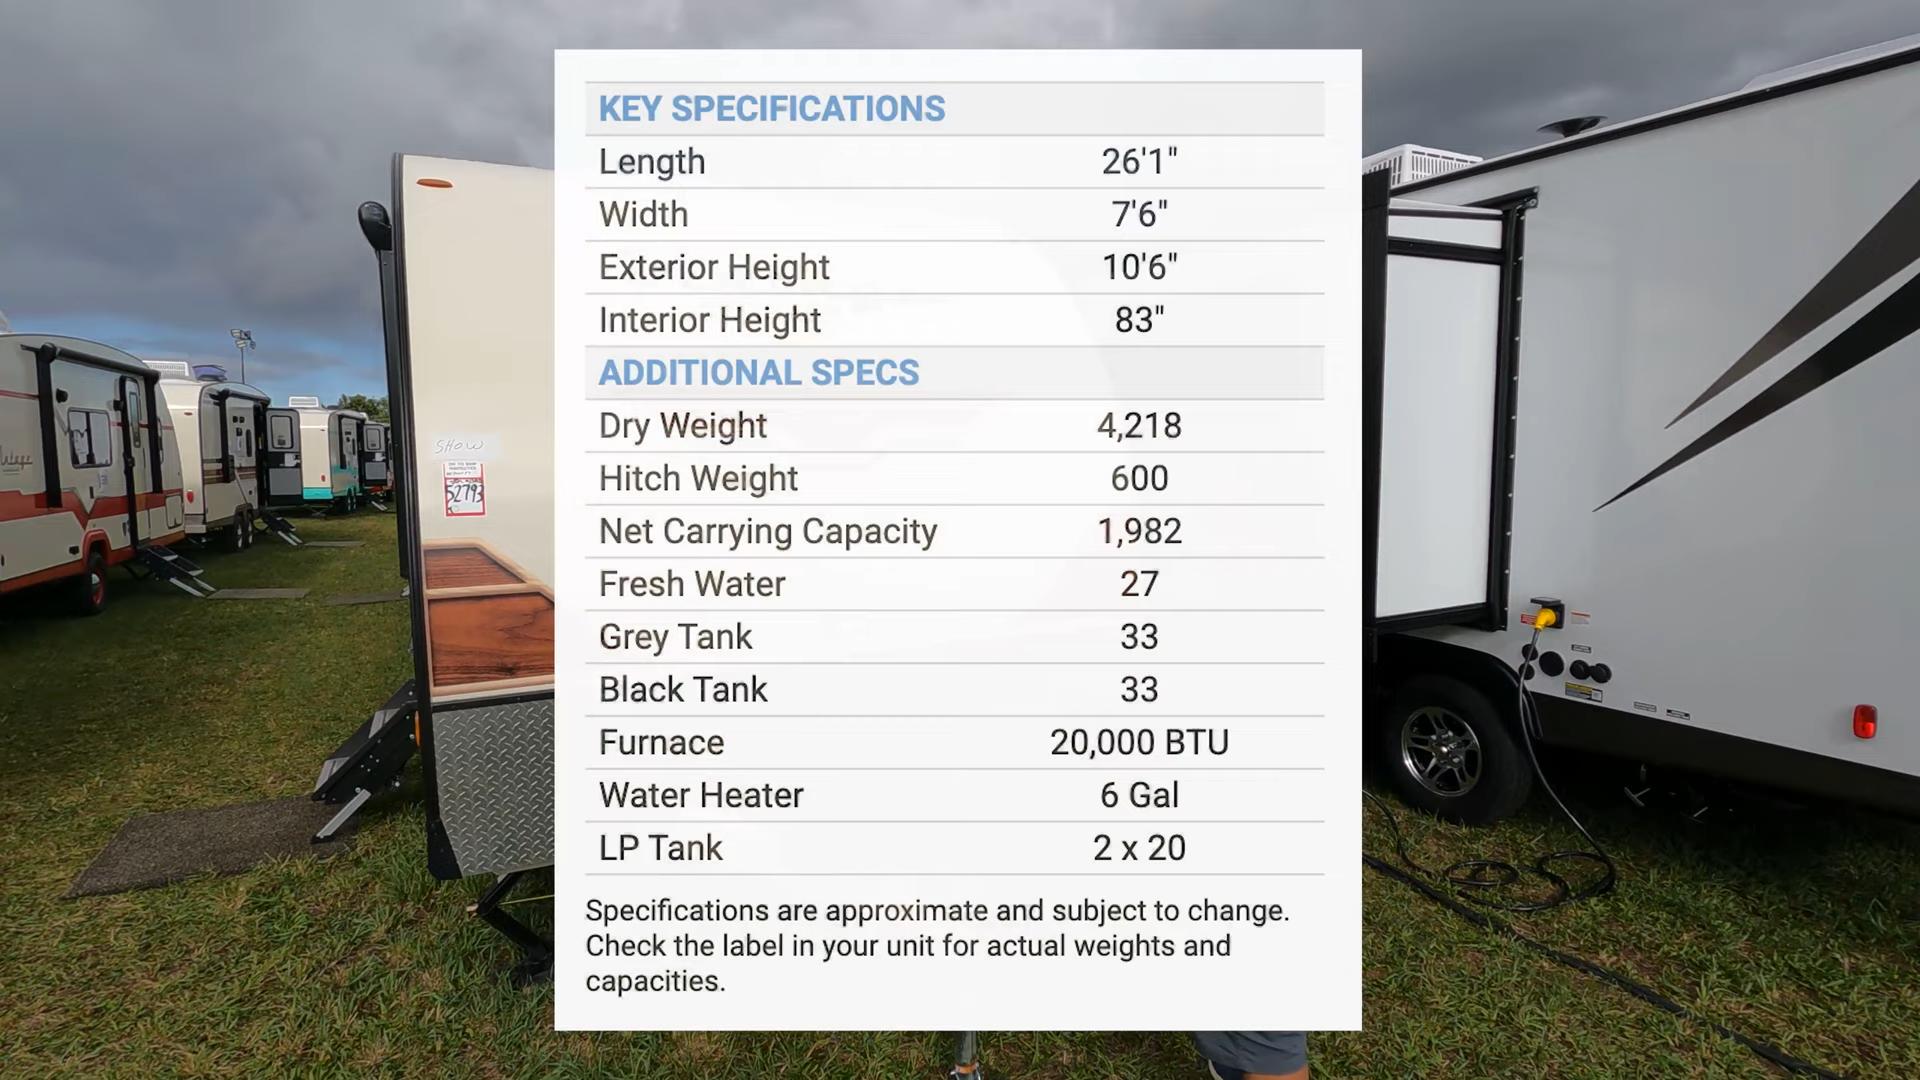 KEY SPECIFICATIONS
Length 26'1"
Width 7'6"
Exterior Height 10'6"
Interior Height 83"
ADDITIONAL SPECS
Dry Weight 4,218
Hitch Weight 600
Net Carrying Capacity 1,982
Fresh Water 27
Grey Tank 33
Black Tank 33
Furnace 20,000 BTU
Water Heater 6 Gal
LP Tank 2 x 20
Specifications are approximate and subject to change.
Check the label in your unit for actual weights and
capacities.
SHOW
52793